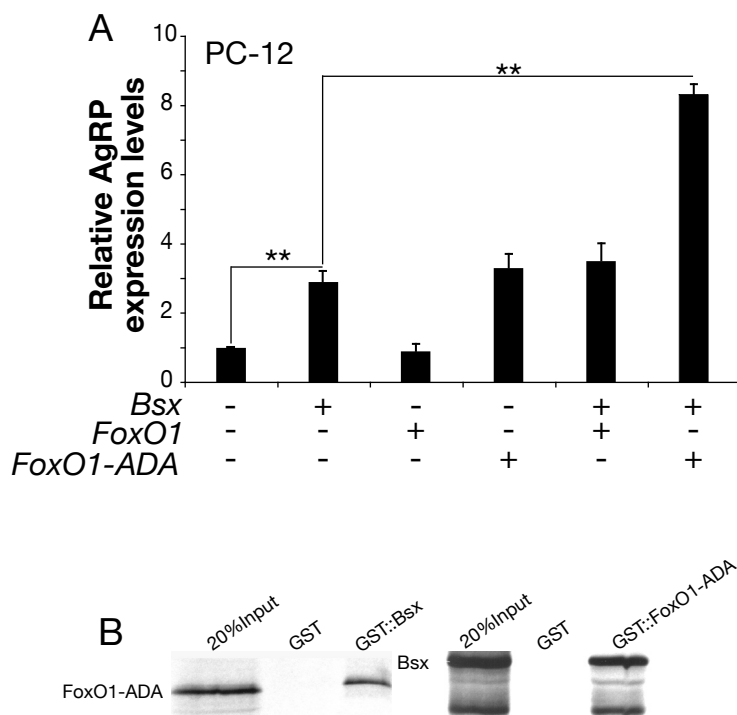 A
PC-12
Relative AgRP
expression levels
10
8
6
4
2
0
**
**
Bsx - + - - + +
FoxO1 - - + - + -
FoxO1-ADA - - - + - +
B
20%Input GST GST::Bsx 20%Input GST GST::FoxO1-ADA
FoxO1-ADA
Bsx